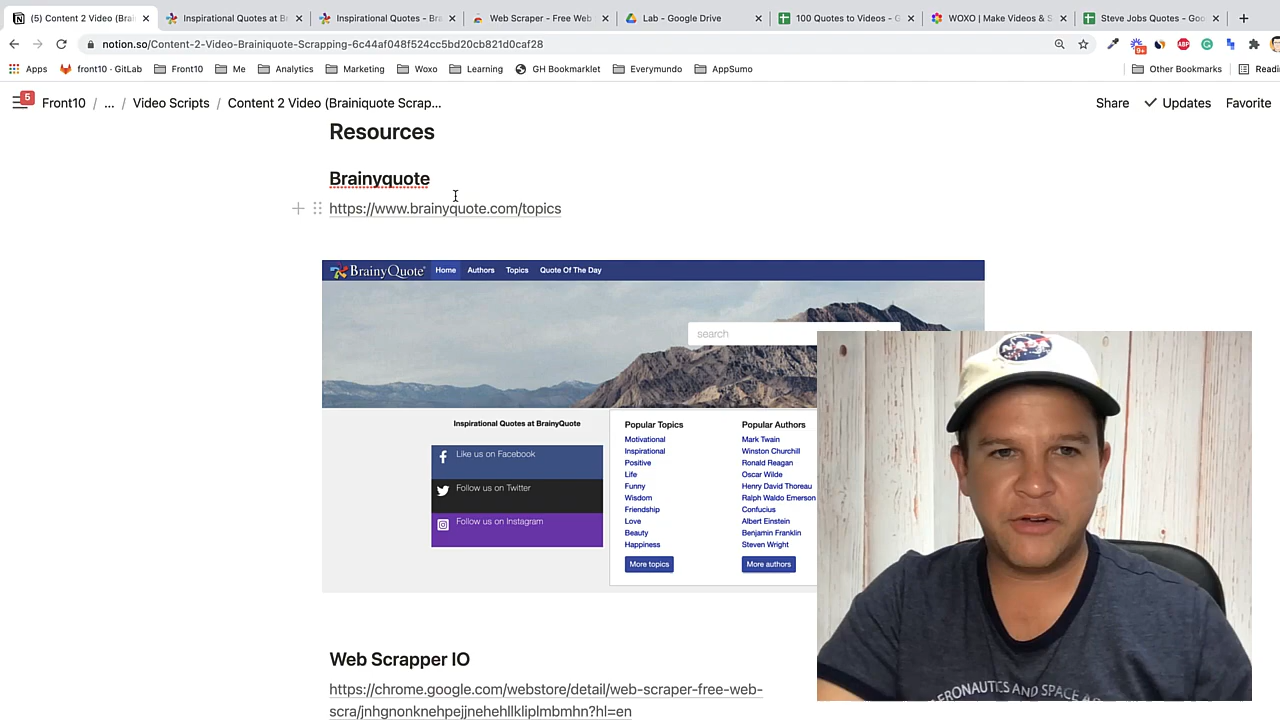 (5) Content 2 Video (Brai
Inspirational Quotes at B
Inspirational Quotes - Bra
Web Scraper - Free Web
Lab - Google Drive
100 Quotes to Videos - G
WOXO | Make Videos & S
Steve Jobs Quotes - Goo
notion.so/Content-2-Video-Brainiquote-Scrapping-6c44af048f524cc5bd20cb821d0caf28
9+
ABP
Apps
front10 · GitLab
Front10
Me
Analytics
Marketing
Woxo
Learning
GH Bookmarklet
Everymundo
AppSumo
Other Bookmarks
Readi
5
Front10 / ... / Video Scripts / Content 2 Video (Brainiquote Scrap...
Share
Updates
Favorite
Resources
Brainyquote
https://www.brainyquote.com/topics
BrainyQuote
Home
Authors
Topics
Quote Of The Day
search
Inspirational Quotes at BrainyQuote
Like us on Facebook
Follow us on Twitter
Follow us on Instagram
Popular Topics
Motivational
Inspirational
Positive
Life
Funny
Wisdom
Friendship
Love
Beauty
Happiness
More topics
Popular Authors
Mark Twain
Winston Churchill
Ronald Reagan
Oscar Wilde
Henry David Thoreau
Ralph Waldo Emerson
Confucius
Albert Einstein
Benjamin Franklin
Steven Wright
More authors
NASA
ERONAUTICS AND SPACE A
Web Scrapper IO
https://chrome.google.com/webstore/detail/web-scraper-free-web-
scra/jnhgnonknehpejjnehehllkliplmbmhn?hl=en